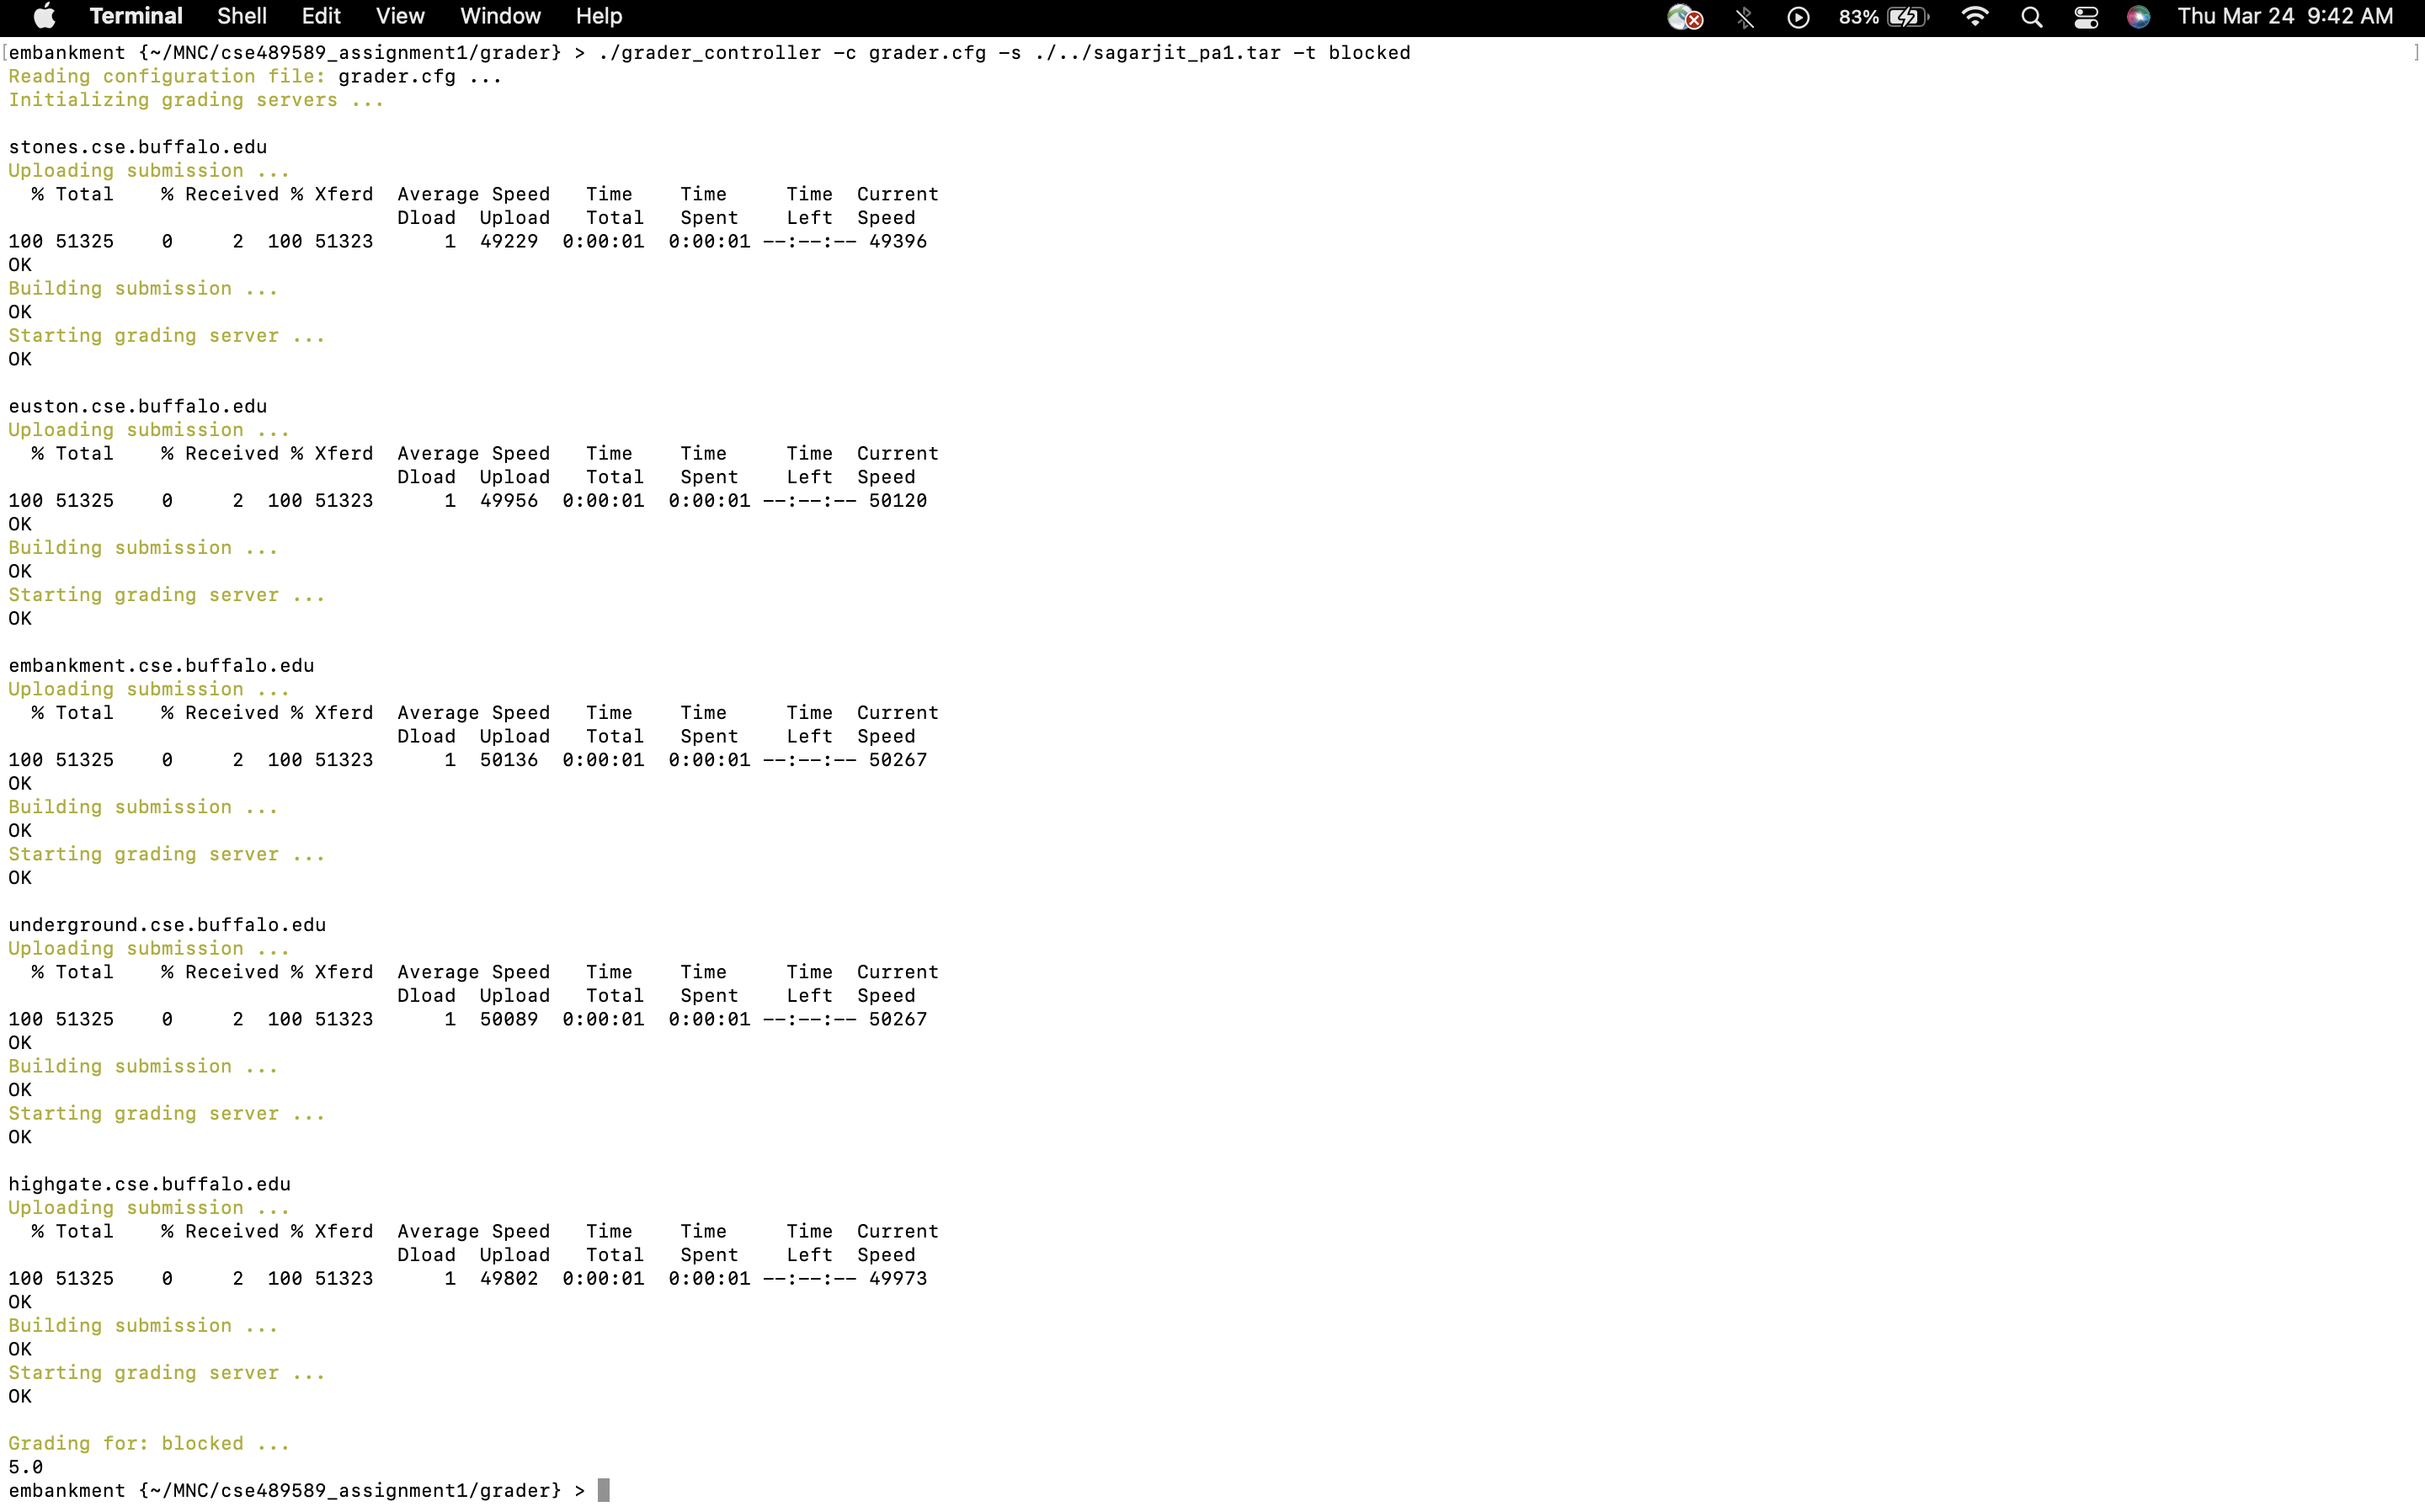 Terminal Shell Edit View Window Help 83% Thu Mar 24 9:42 AM
[embankment {~/MNC/cse489589_assignment1/grader} > ./grader_controller -c grader.cfg -s ./../sagarjit_pa1.tar -t blocked ]
Reading configuration file: grader.cfg ...
Initializing grading servers ...
stones.cse.buffalo.edu
Uploading submission ...
% Total % Received % Xferd Average Speed Time Time Time Current
Dload Upload Total Spent Left Speed
100 51325 0 2 100 51323 1 49229 0:00:01 0:00:01 --:--:-- 49396
OK
Building submission ...
OK
Starting grading server ...
OK
euston.cse.buffalo.edu
Uploading submission ...
% Total % Received % Xferd Average Speed Time Time Time Current
Dload Upload Total Spent Left Speed
100 51325 0 2 100 51323 1 49956 0:00:01 0:00:01 --:--:-- 50120
OK
Building submission ...
OK
Starting grading server ...
OK
embankment.cse.buffalo.edu
Uploading submission ...
% Total % Received % Xferd Average Speed Time Time Time Current
Dload Upload Total Spent Left Speed
100 51325 0 2 100 51323 1 50136 0:00:01 0:00:01 --:--:-- 50267
OK
Building submission ...
OK
Starting grading server ...
OK
underground.cse.buffalo.edu
Uploading submission ...
% Total % Received % Xferd Average Speed Time Time Time Current
Dload Upload Total Spent Left Speed
100 51325 0 2 100 51323 1 50089 0:00:01 0:00:01 --:--:-- 50267
OK
Building submission ...
OK
Starting grading server ...
OK
highgate.cse.buffalo.edu
Uploading submission ...
% Total % Received % Xferd Average Speed Time Time Time Current
Dload Upload Total Spent Left Speed
100 51325 0 2 100 51323 1 49802 0:00:01 0:00:01 --:--:-- 49973
OK
Building submission ...
OK
Starting grading server ...
OK
Grading for: blocked ...
5.0
embankment {~/MNC/cse489589_assignment1/grader} >